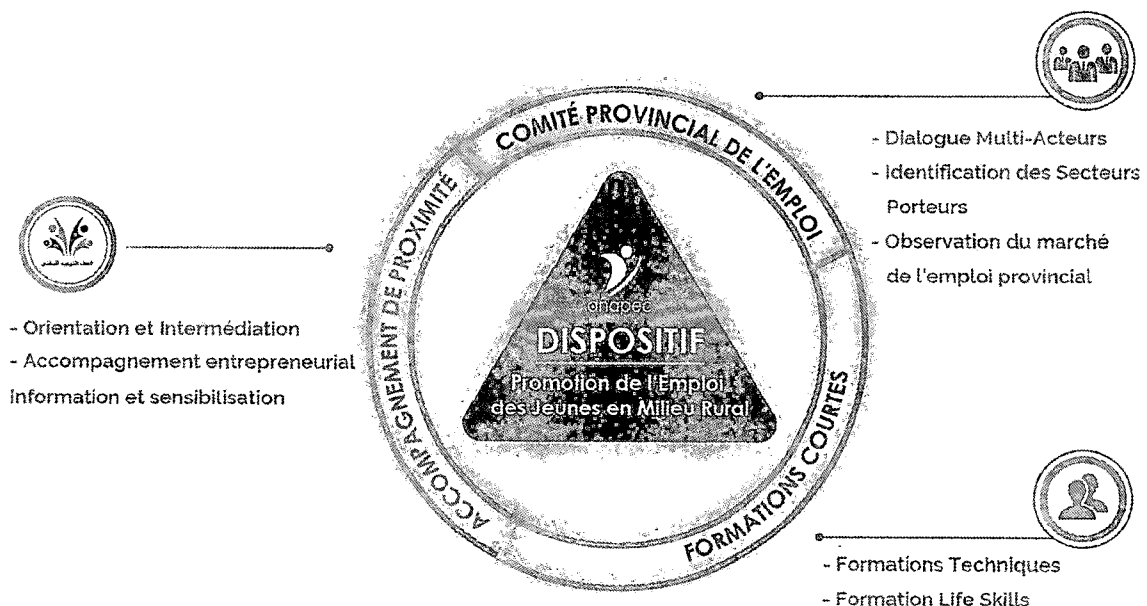 COMITÉ PROVINCIAL DE L'EMPLOI
- Dialogue Multi-Acteurs
- Identification des Secteurs
Porteurs
- Observation du marché
de l'emploi provincial
ACCOMPAGNEMENT DE PROXIMITÉ
- Orientation et Intermédiation
- Accompagnement entrepreneurial
Information et sensibilisation
anapec
DISPOSITIF
Promotion de l'Emploi
des Jeunes en Milieu Rural
FORMATIONS COURTES
- Formations Techniques
- Formation Life Skills